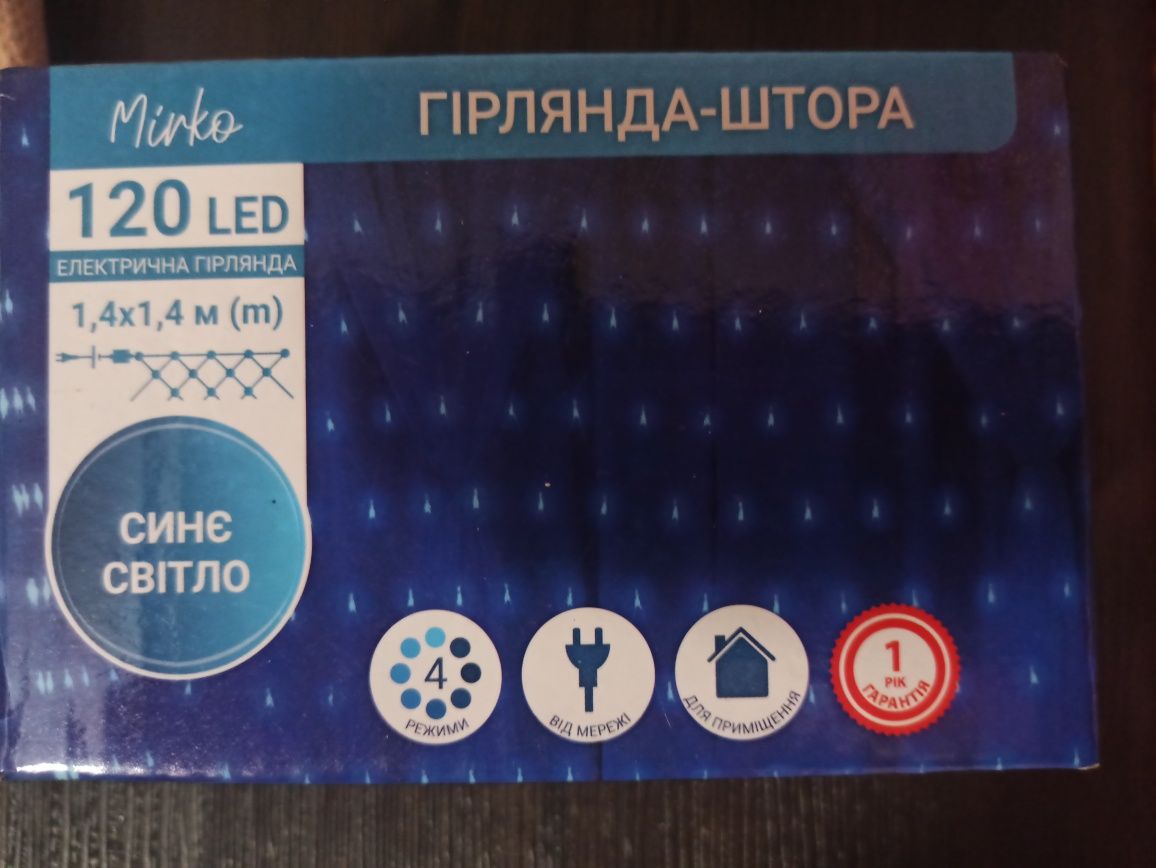 Mirko
ГІРЛЯНДА-ШТОРА
120 LED
ЕЛЕКТРИЧНА ГІРЛЯНДА
1,4x1,4 м (m)
СИНЄ
СВІТЛО
4
РЕЖИМИ
ВІД МЕРЕЖІ
ДЛЯ ПРИМІЩЕННЯ
1
РІК
ГАРАНТІЯ